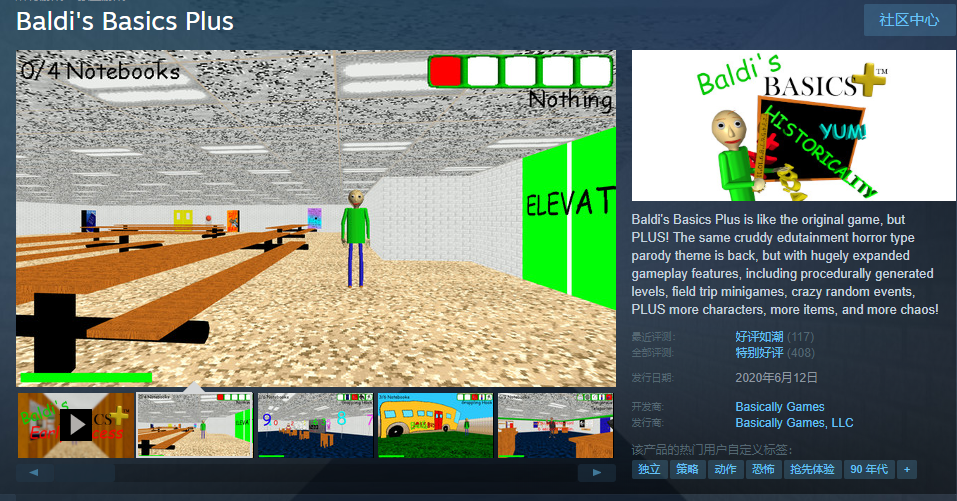 Baldi's Basics Plus
社区中心
0/4 Notebooks
Nothing
ELEVAT
Baldi's
BASICS+™
HISTORICALITY
YUM!
Baldi's Basics Plus is like the original game, but
PLUS! The same cruddy edutainment horror type
parody theme is back, but with hugely expanded
gameplay features, including procedurally generated
levels, field trip minigames, crazy random events,
PLUS more characters, more items, and more chaos!
最近评测: 好评如潮 (117)
全部评测: 特别好评 (408)
发行日期: 2020年6月12日
开发商: Basically Games
发行商: Basically Games, LLC
该产品的热门用户自定义标签:
独立 策略 动作 恐怖 抢先体验 90 年代 +